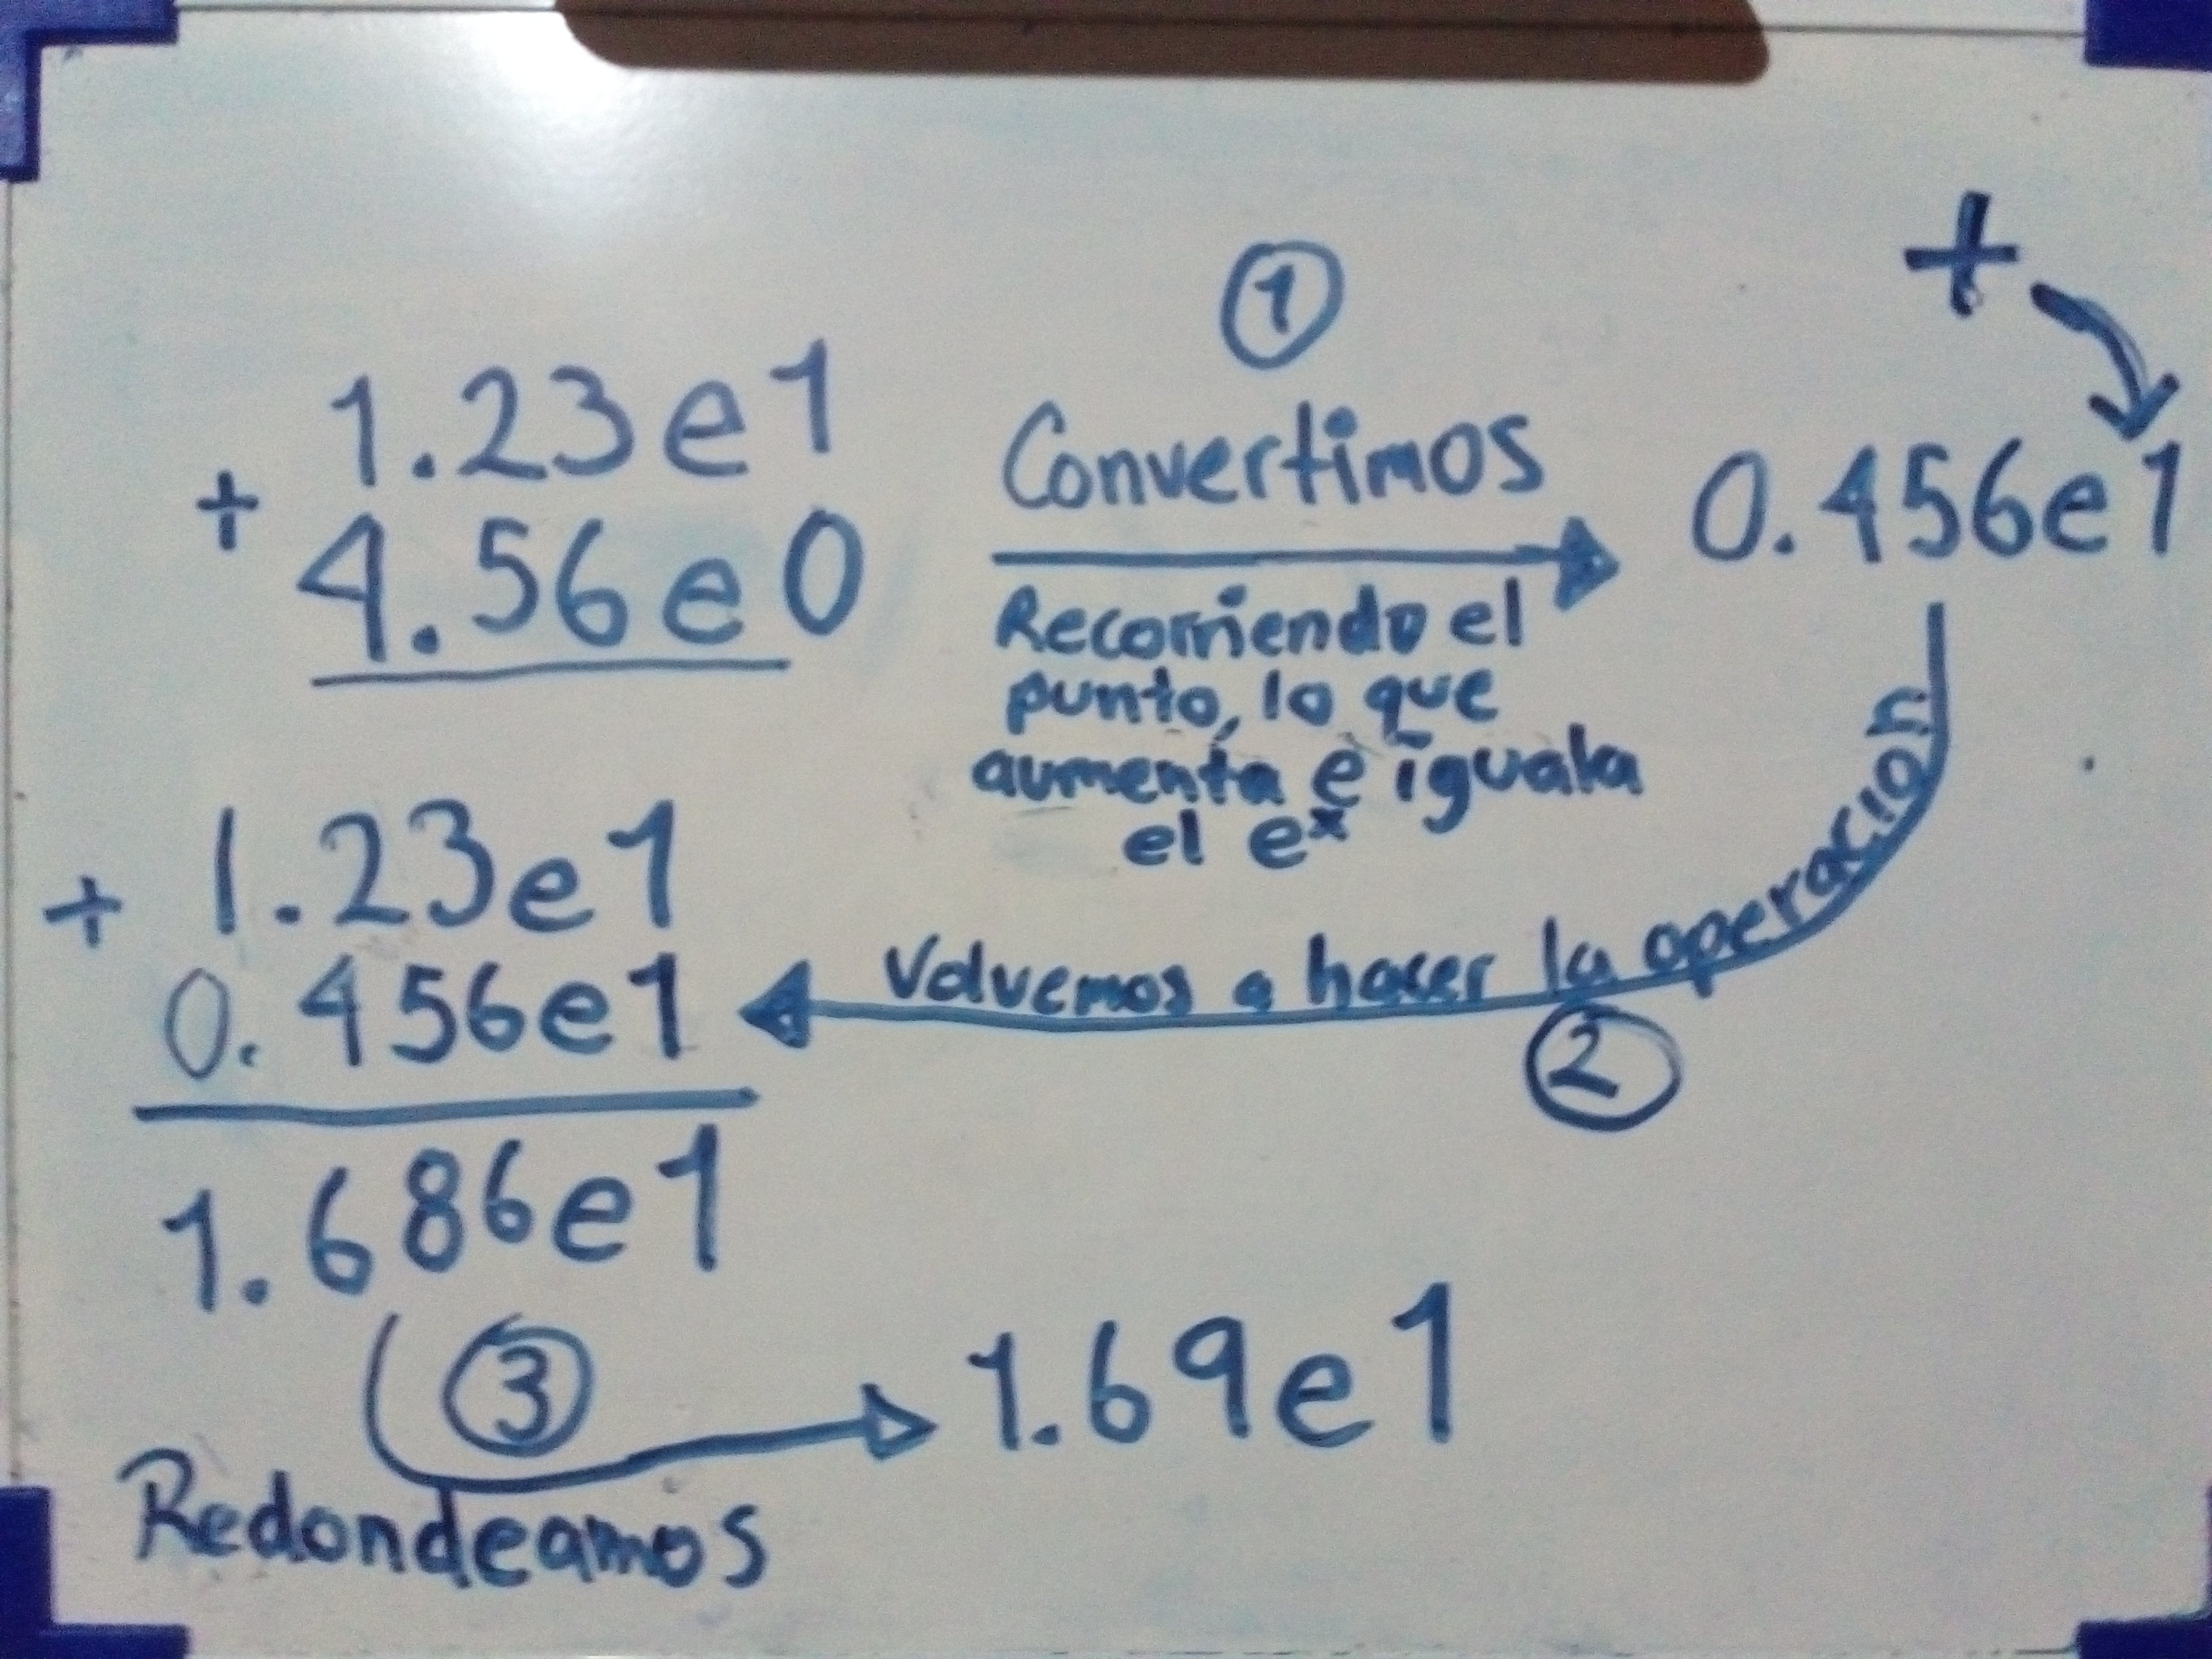 1.23e1
+
4.56e0
①
Convertimos
Recorriendo el
punto, lo que
aumenta e iguala
el eˣ
+
0.456e1
Volvemos a hacer la operación
②
1.23e1
+
0.456e1
1.686e1
③
Redondeamos
1.69e1